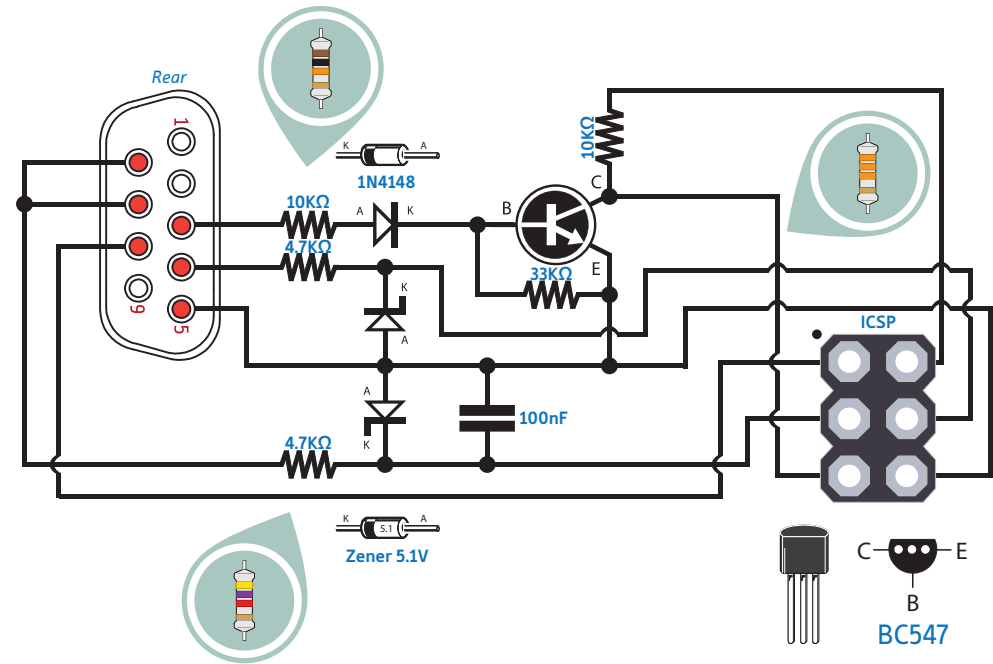 Rear
1
9
5
K
A
1N4148
10KΩ
A
K
4.7KΩ
K
A
A
K
4.7KΩ
100nF
B
C
E
33KΩ
10KΩ
ICSP
K
5.1
A
Zener 5.1V
C
E
B
BC547